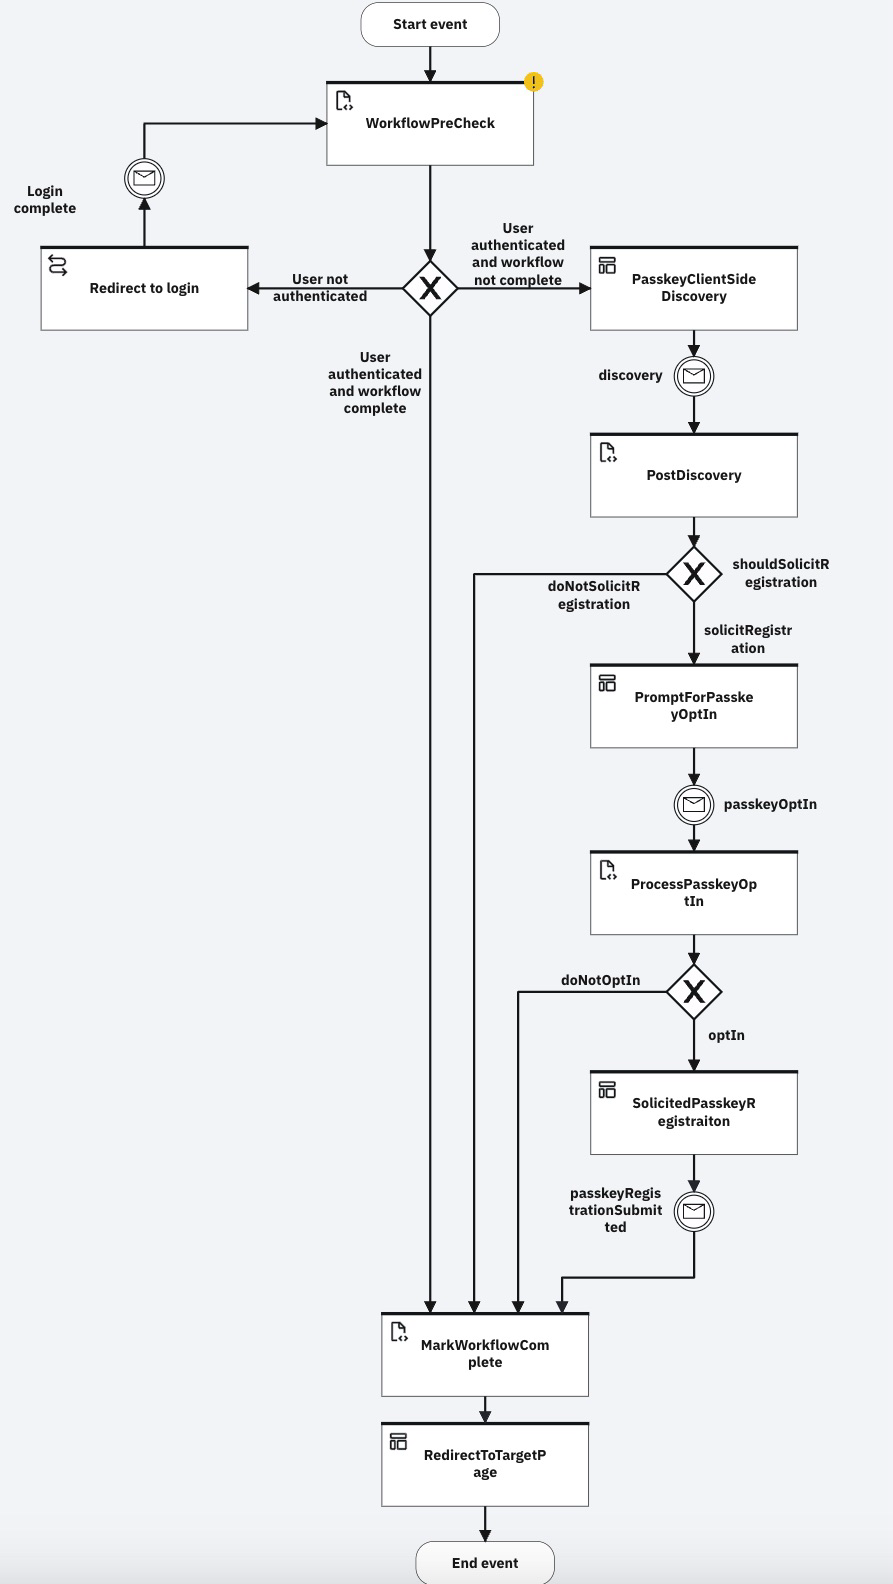 Start event
WorkflowPreCheck
Login
complete
User
authenticated
and workflow
not complete
Redirect to login
User not
authenticated
X
PasskeyClientSide
Discovery
User
authenticated
and workflow
complete
discovery
PostDiscovery
X
shouldSolicitR
egistration
doNotSolicitR
egistration
solicitRegistr
ation
PromptForPasske
yOptIn
passkeyOptIn
ProcessPasskeyOp
tIn
doNotOptIn
X
optIn
SolicitedPasskeyR
egistraiton
passkeyRegis
trationSubmit
ted
MarkWorkflowCom
plete
RedirectToTargetP
age
End event